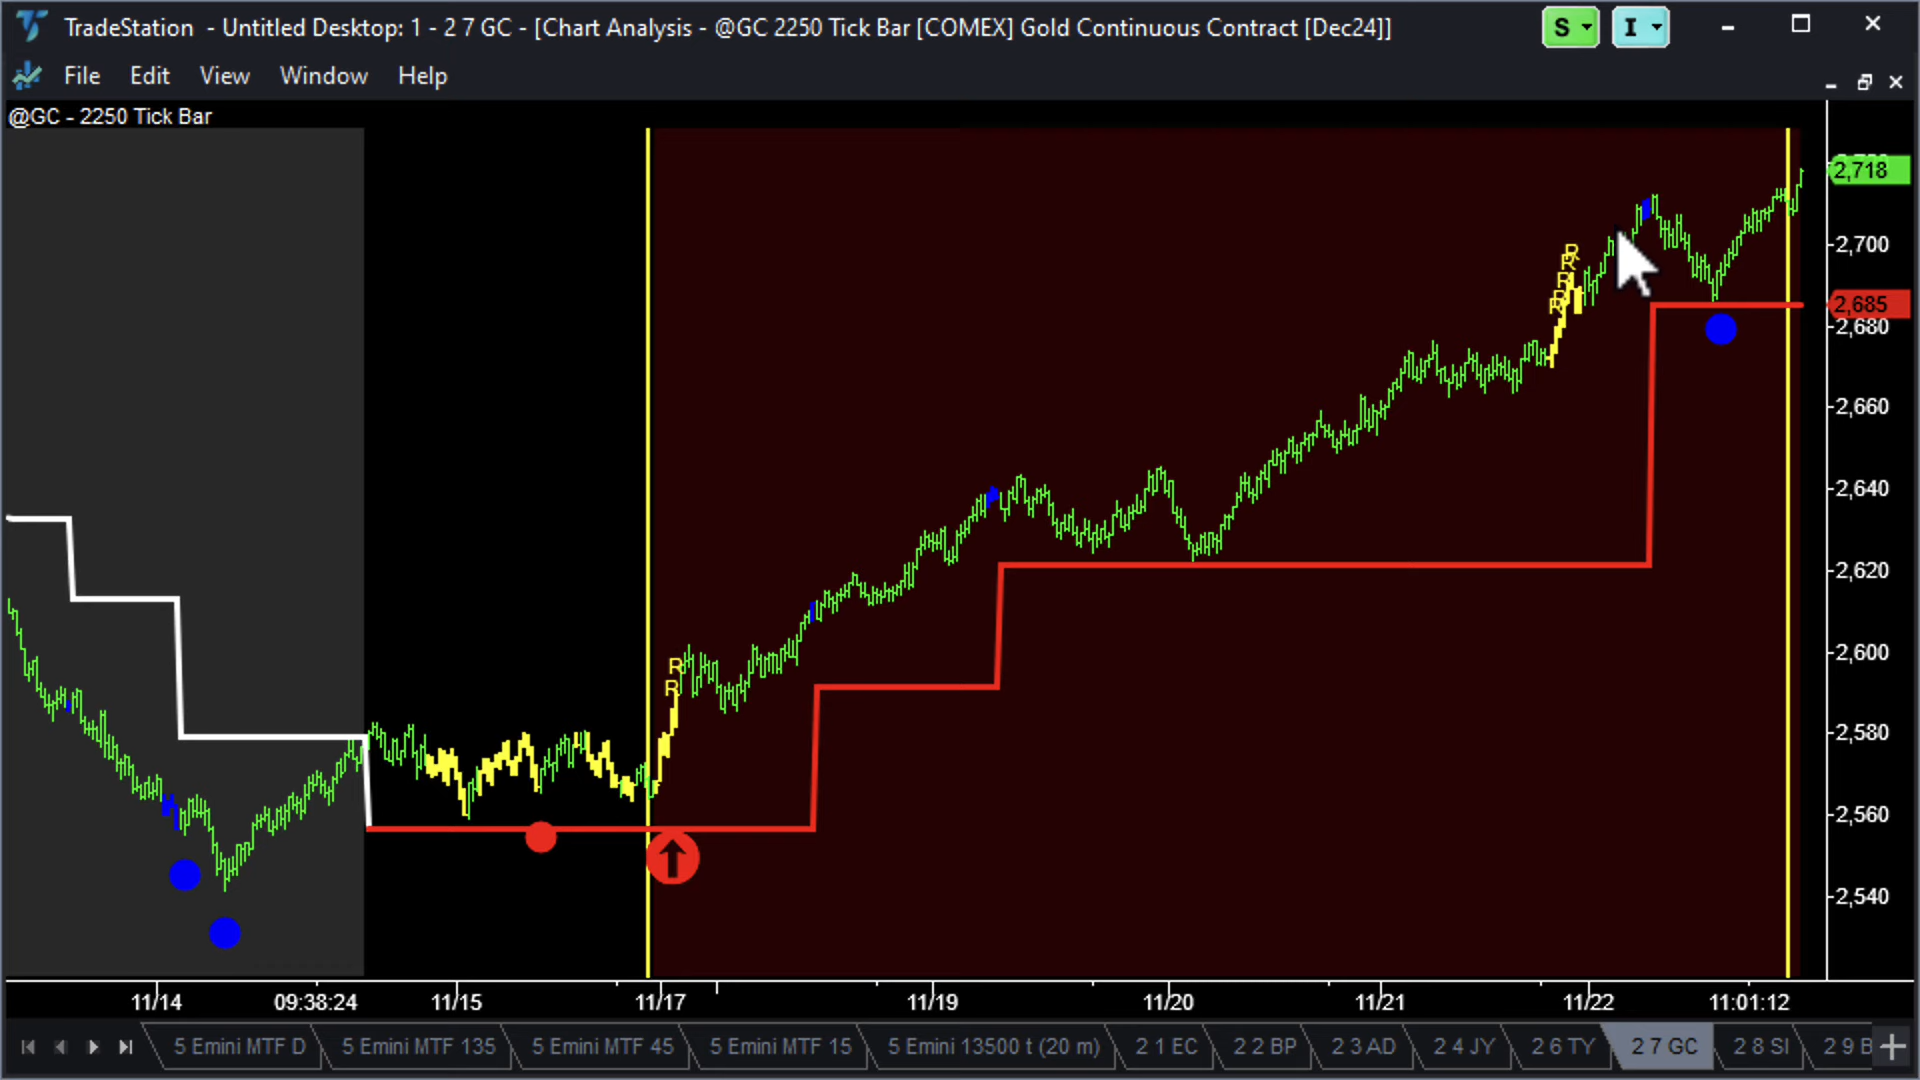 TradeStation - Untitled Desktop: 1 - 2 7 GC - [Chart Analysis - @GC 2250 Tick Bar [COMEX] Gold Continuous Contract [Dec24]]
S I
File Edit View Window Help
@GC - 2250 Tick Bar
2,718
2,700
2,685
2,680
2,660
2,640
2,620
2,600
2,580
2,560
2,540
R
R
R
R
R
R
R
R
11/14 09:38:24 11/15 11/17 11/19 11/20 11/21 11/22 11:01:12
5 Emini MTF D 5 Emini MTF 135 5 Emini MTF 45 5 Emini MTF 15 5 Emini 13500 t (20 m) 2 1 EC 2 2 BP 2 3 AD 2 4 JY 2 6 TY 2 7 GC 2 8 SI 2 9 B